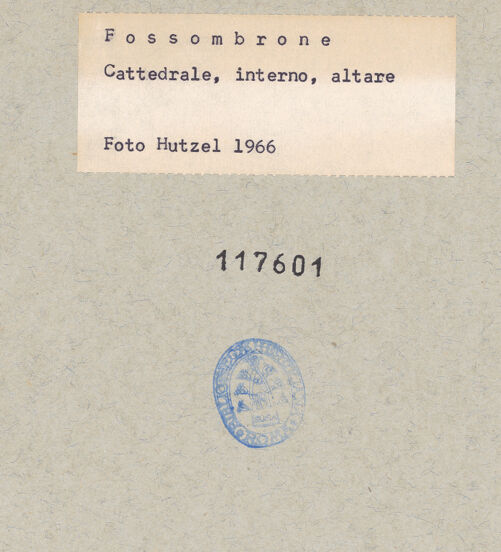 Fossombrone
Cattedrale, interno, altare
Foto Hutzel 1966
117601